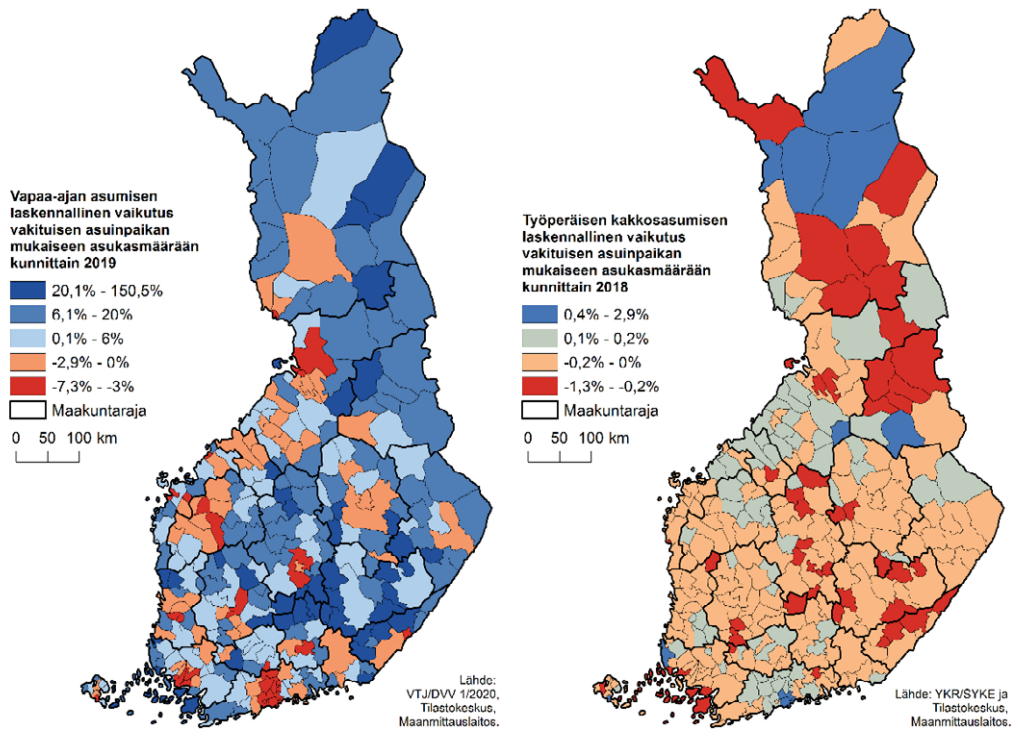 Vapaa-ajan asumisen
laskennallinen vaikutus
vakituisen asuinpaikan
mukaiseen asukasmäärään
kunnittain 2019
20,1% - 150,5%
6,1% - 20%
0,1% - 6%
-2,9% - 0%
-7,3% - -3%
Maakuntaraja
0 50 100 km
Lähde:
VTJ/DVV 1/2020,
Tilastokeskus,
Maanmittauslaitos.
Työperäisen kakkosasumisen
laskennallinen vaikutus
vakituisen asuinpaikan
mukaiseen asukasmäärään
kunnittain 2018
0,4% - 2,9%
0,1% - 0,2%
-0,2% - 0%
-1,3% - -0,2%
Maakuntaraja
0 50 100 km
Lähde: YKR/SYKE ja
Tilastokeskus,
Maanmittauslaitos.